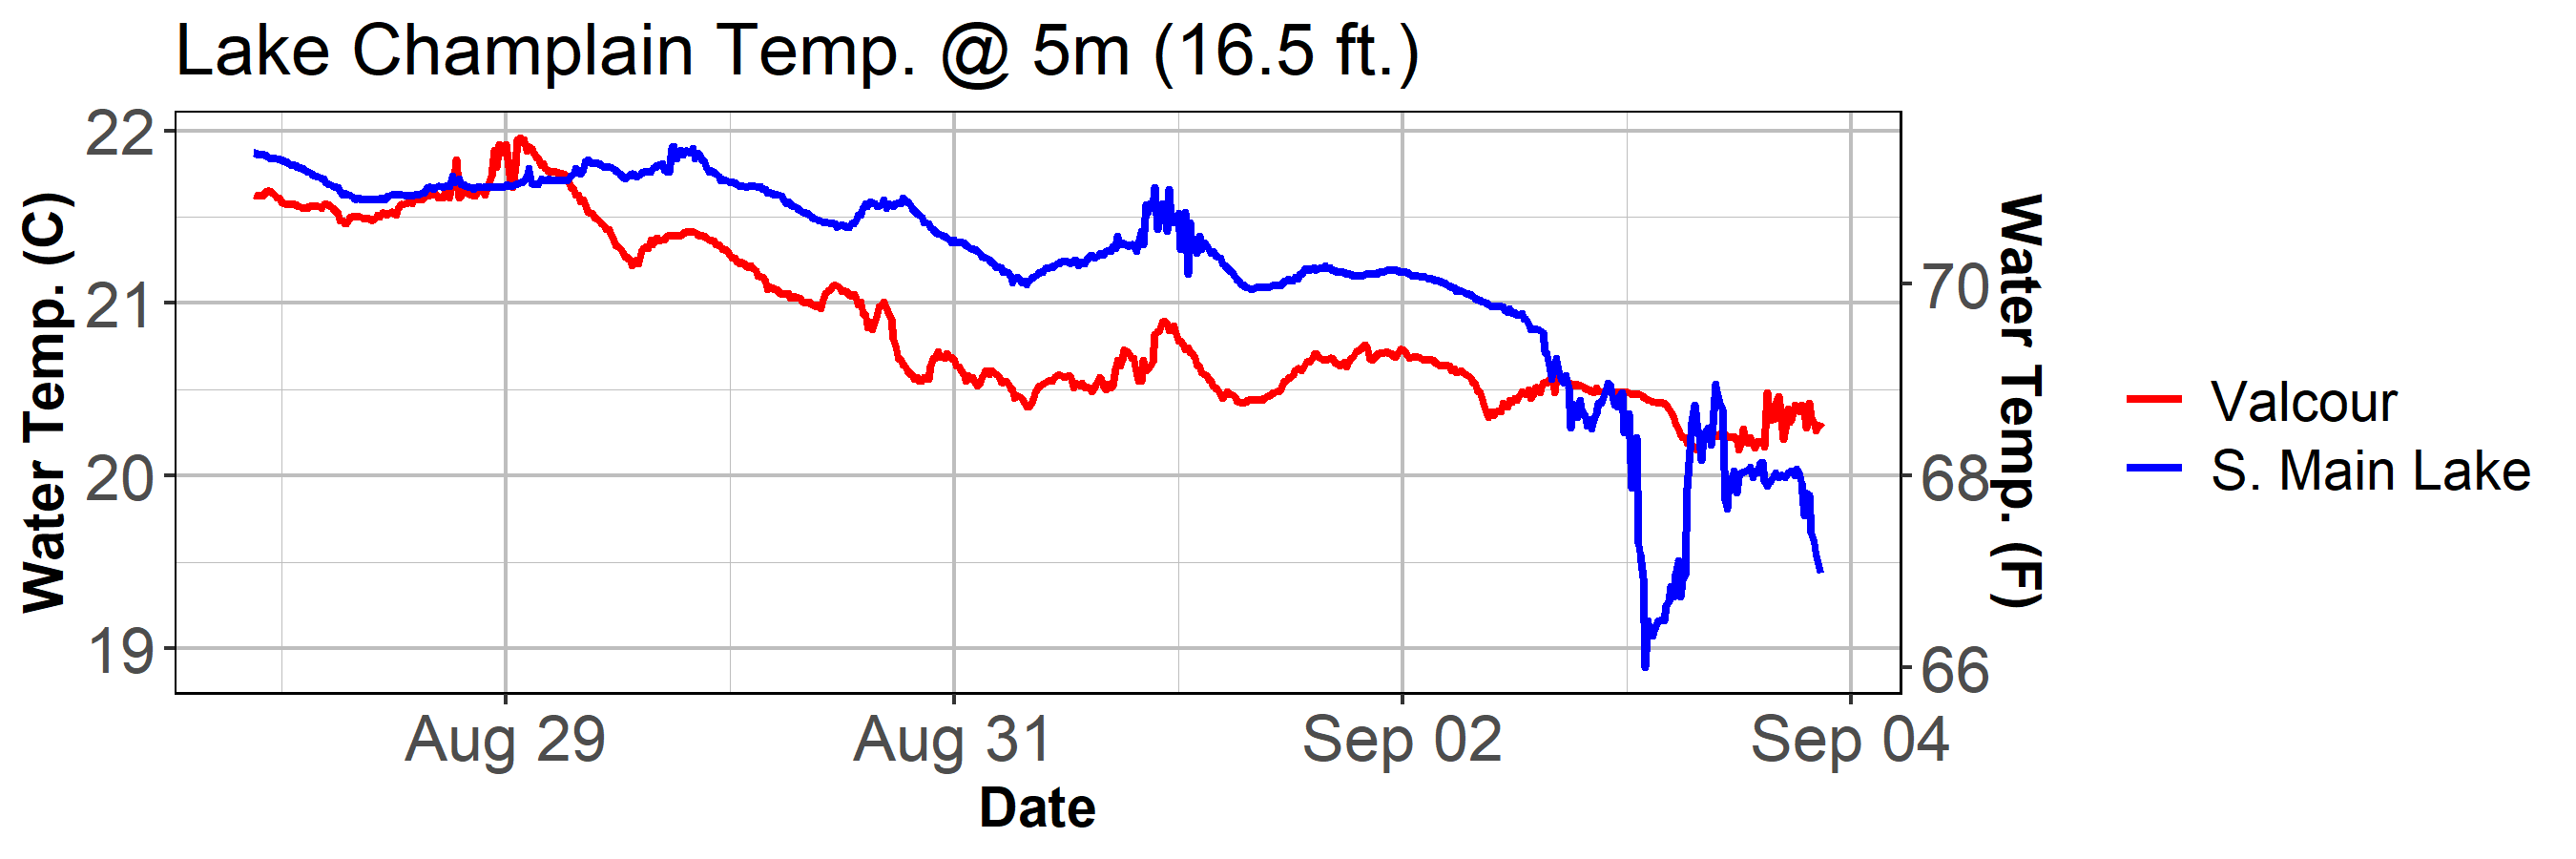 Lake Champlain Temp. @ 5m (16.5 ft.)
Water Temp. (C)
22
21
20
19
70
68
66
Water Temp. (F)
Aug 29
Aug 31
Sep 02
Sep 04
Date
Valcour
S. Main Lake